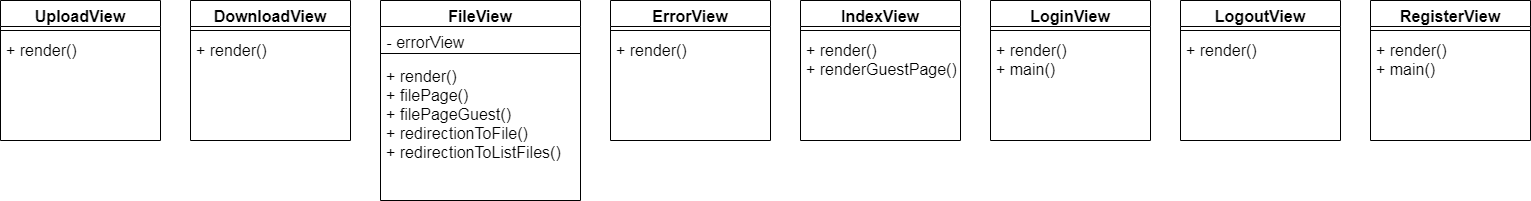 UploadView
+ render()
DownloadView
+ render()
FileView
- errorView
+ render()
+ filePage()
+ filePageGuest()
+ redirectionToFile()
+ redirectionToListFiles()
ErrorView
+ render()
IndexView
+ render()
+ renderGuestPage()
LoginView
+ render()
+ main()
LogoutView
+ render()
RegisterView
+ render()
+ main()